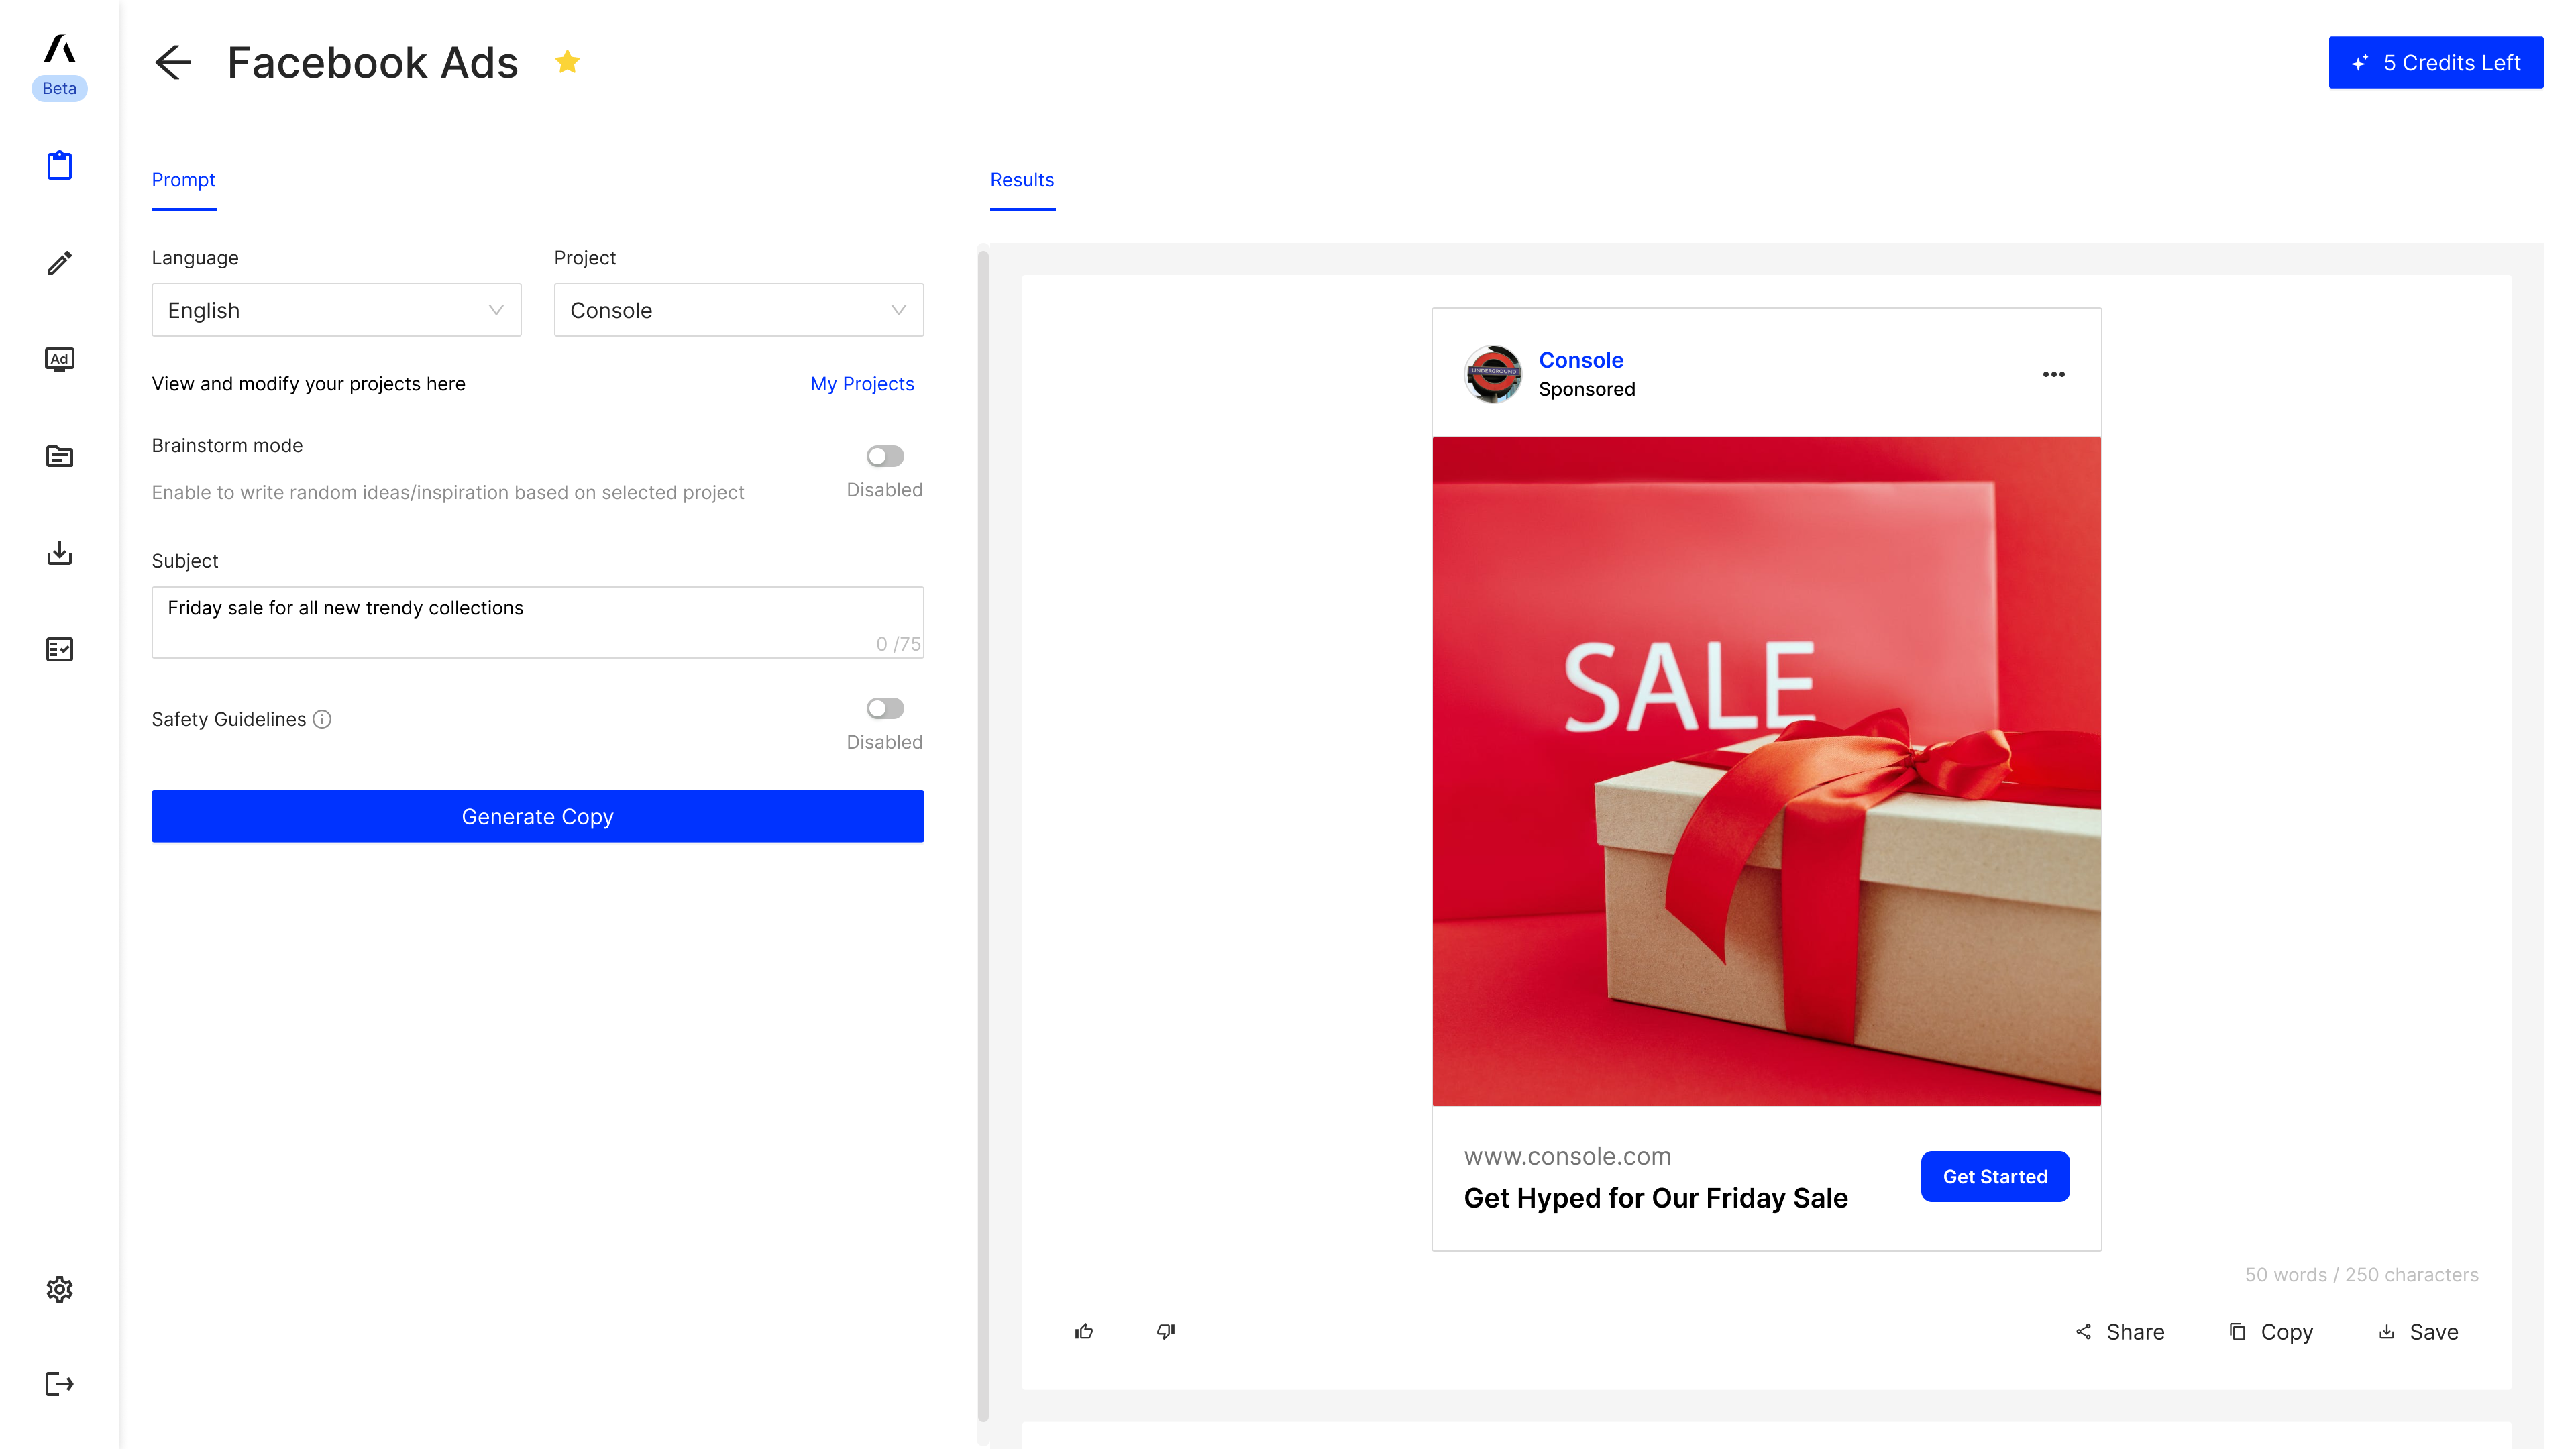 Beta
Facebook Ads
5 Credits Left
Prompt
Language
Project
English
Console
View and modify your projects here
My Projects
Brainstorm mode
Enable to write random ideas/inspiration based on selected project
Disabled
Subject
Friday sale for all new trendy collections
0 /75
Safety Guidelines
Disabled
Generate Copy
Results
UNDERGROUND
Console
Sponsored
SALE
www.console.com
Get Hyped for Our Friday Sale
Get Started
50 words / 250 characters
Share
Copy
Save
Ad